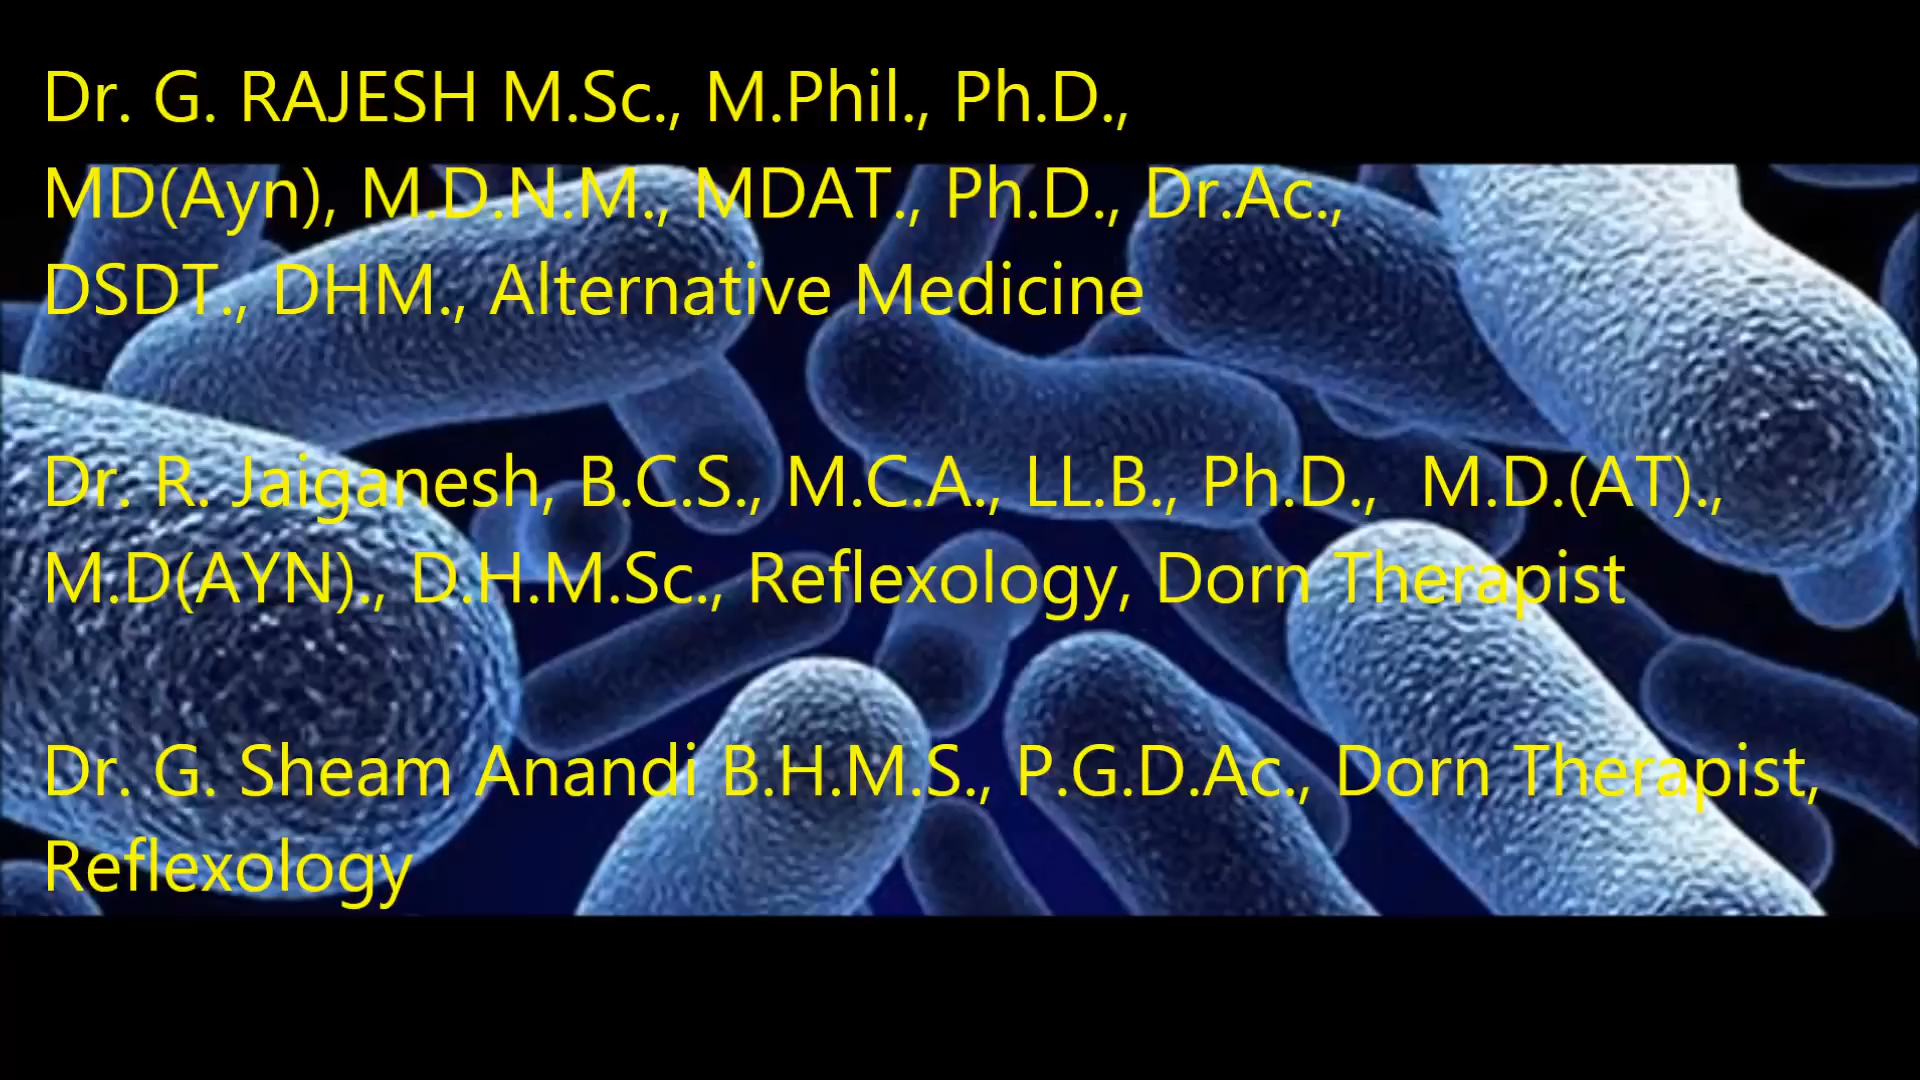 Dr. G. RAJESH M.Sc., M.Phil., Ph.D.,
MD(Ayn), M.D.N.M., MDAT., Ph.D., Dr.Ac.,
DSDT., DHM., Alternative Medicine
Dr. R. Jaiganesh, B.C.S., M.C.A., LL.B., Ph.D., M.D.(AT).,
M.D(AYN)., D.H.M.Sc., Reflexology, Dorn Therapist
Dr. G. Sheam Anandi B.H.M.S., P.G.D.Ac., Dorn Therapist,
Reflexology